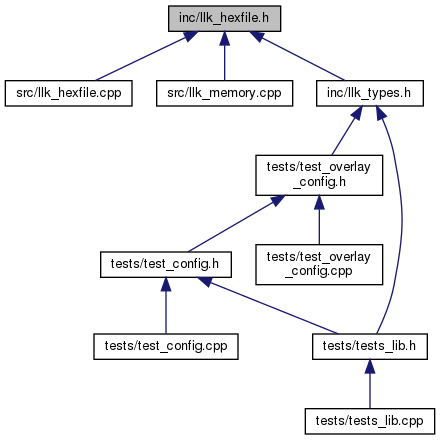 inc/llk_hexfile.h
src/llk_hexfile.cpp
src/llk_memory.cpp
inc/llk_types.h
tests/test_overlay
_config.h
tests/test_config.h
tests/test_overlay
_config.cpp
tests/test_config.cpp
tests/tests_lib.h
tests/tests_lib.cpp